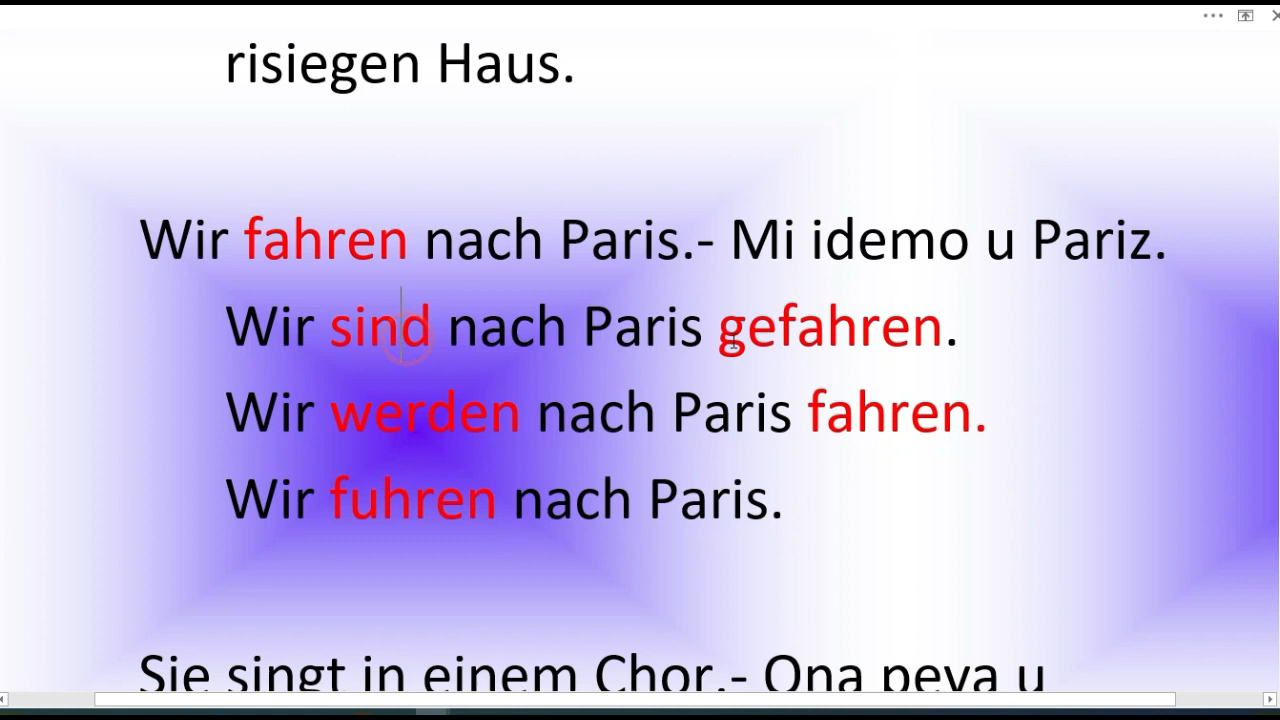 risiegen Haus.
Wir fahren nach Paris.- Mi idemo u Pariz.
Wir sind nach Paris gefahren.
Wir werden nach Paris fahren.
Wir fuhren nach Paris.
Sie singt in einem Chor.- Ona peva u